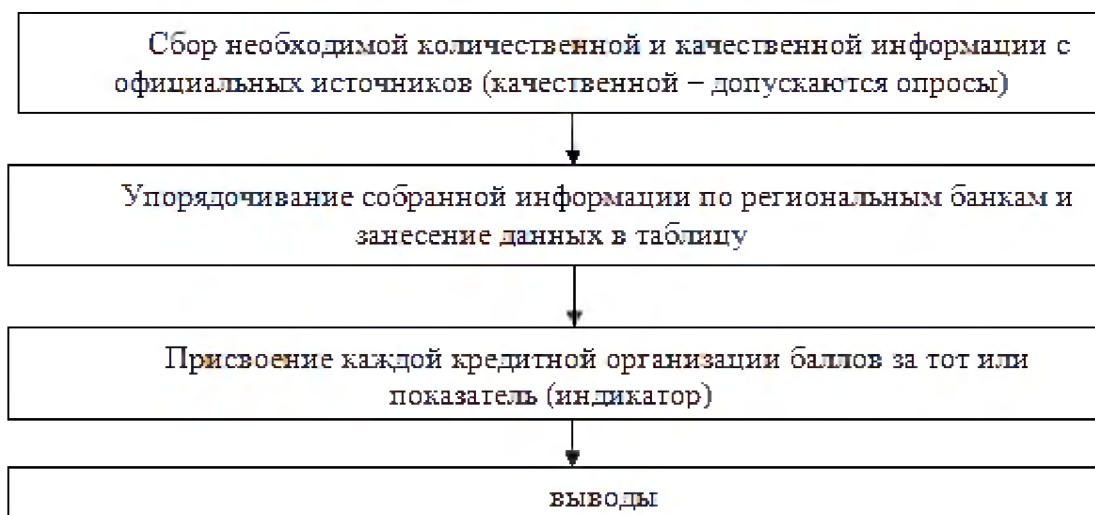 Сбор необходимой количественной и качественной информации с
официальных источников (качественной – допускаются опросы)
Упорядочивание собранной информации по региональным банкам и
занесение данных в таблицу
Присвоение каждой кредитной организации баллов за тот или
показатель (индикатор)
выводы